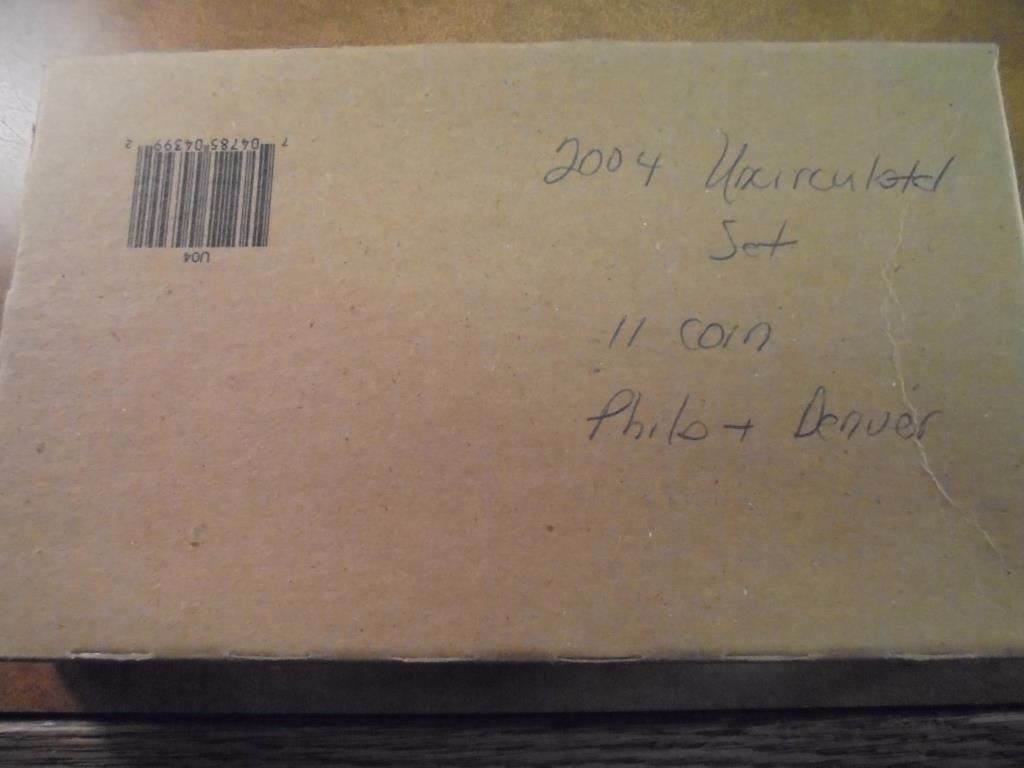 7 04785 04399 2
U04
2004 Uncirculated
Set
11 coin
Phila + Denver